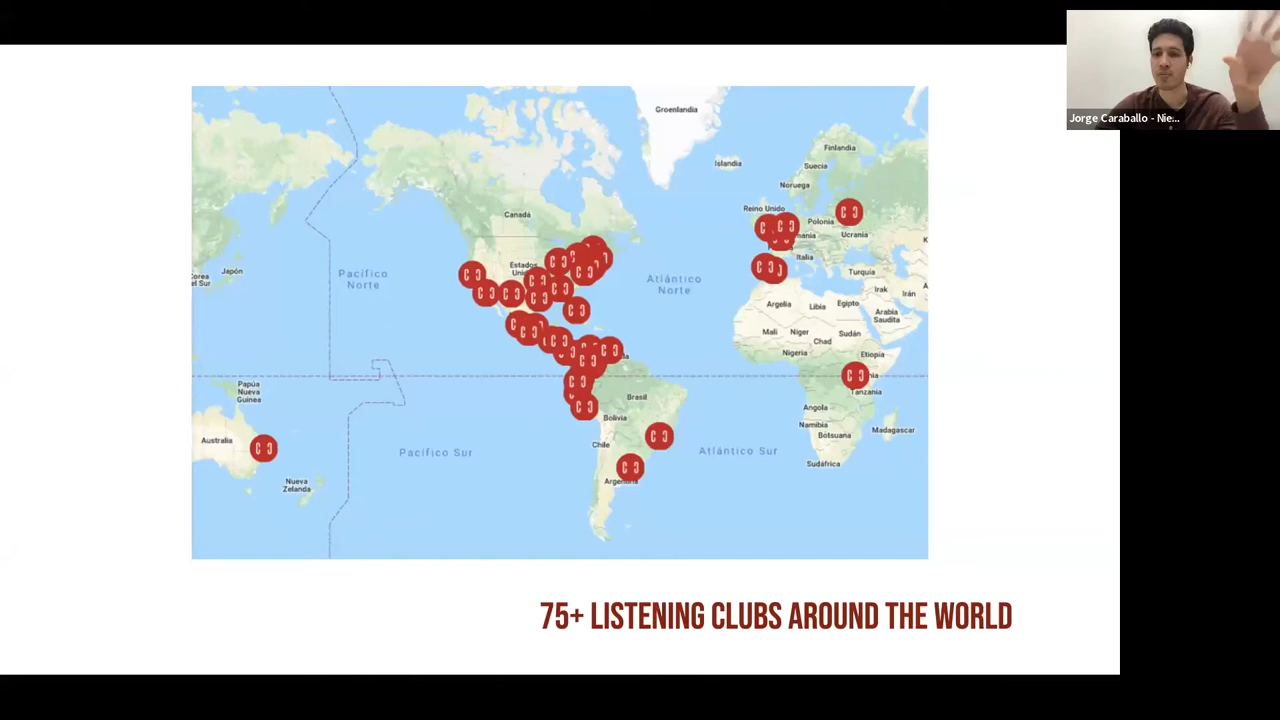 Jorge Caraballo - Nie...
Groenlandia
Islandia
Finlandia
Suecia
Noruega
Reino Unido
Polonia
Ucrania
Italia
Turquía
Canadá
Estados
Japón
Pacífico
Norte
Atlántico
Norte
Irak
Irán
Argelia
Libia
Egipto
Arabia
Saudita
Malí
Níger
Chad
Sudán
Nigeria
Etiopía
Tanzania
Papúa
Nueva
Guinea
Brasil
Bolivia
Angola
Namibia
Botsuana
Madagascar
Australia
Chile
Pacífico Sur
Atlántico Sur
Sudáfrica
Nueva
Zelanda
75+ LISTENING CLUBS AROUND THE WORLD